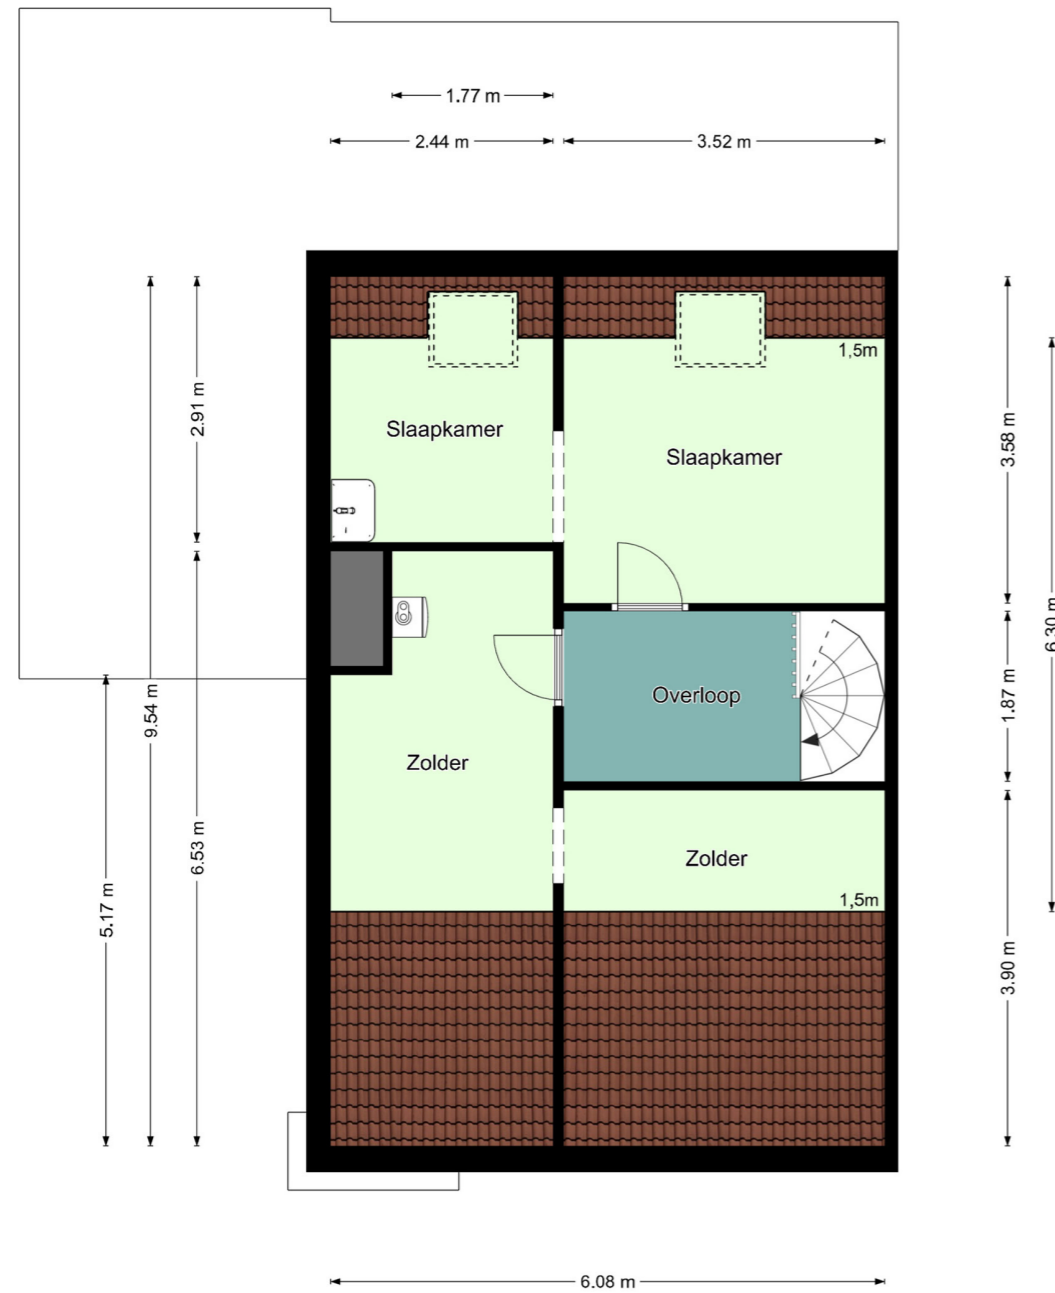 1.77 m
2.44 m
3.52 m
1,5m
2.91 m
Slaapkamer
3.58 m
Slaapkamer
6.30 m
9.54 m
1.87 m
Overloop
Zolder
6.53 m
Zolder
1,5m
5.17 m
3.90 m
6.08 m